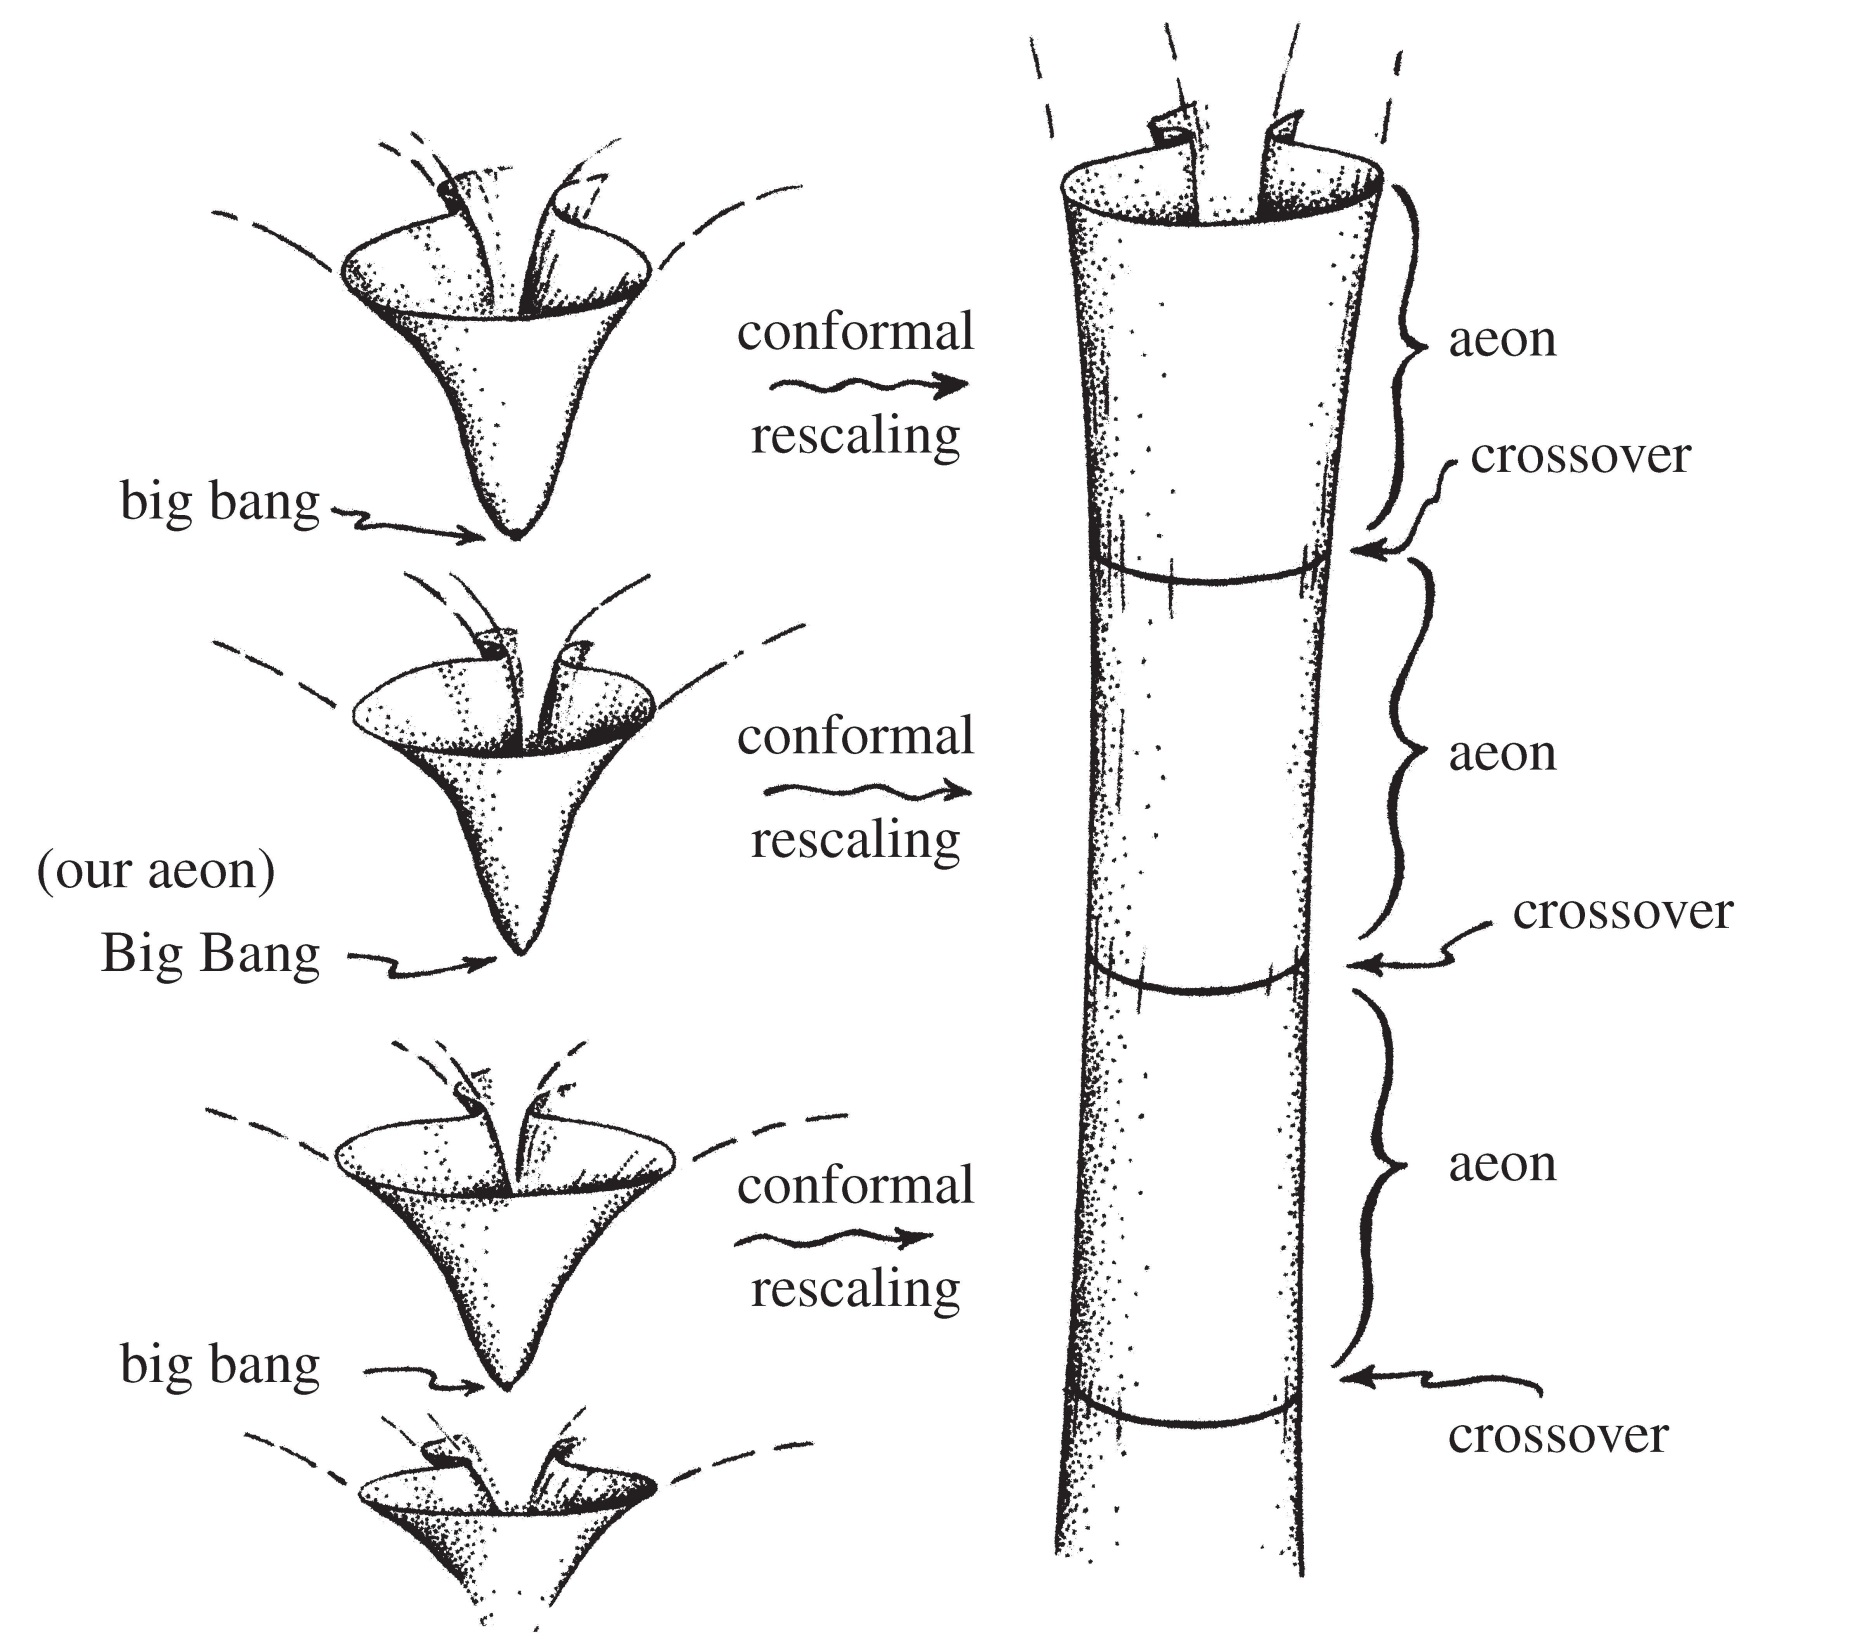 conformal
rescaling
aeon
crossover
big bang
conformal
rescaling
aeon
(our aeon)
Big Bang
crossover
conformal
rescaling
aeon
big bang
crossover